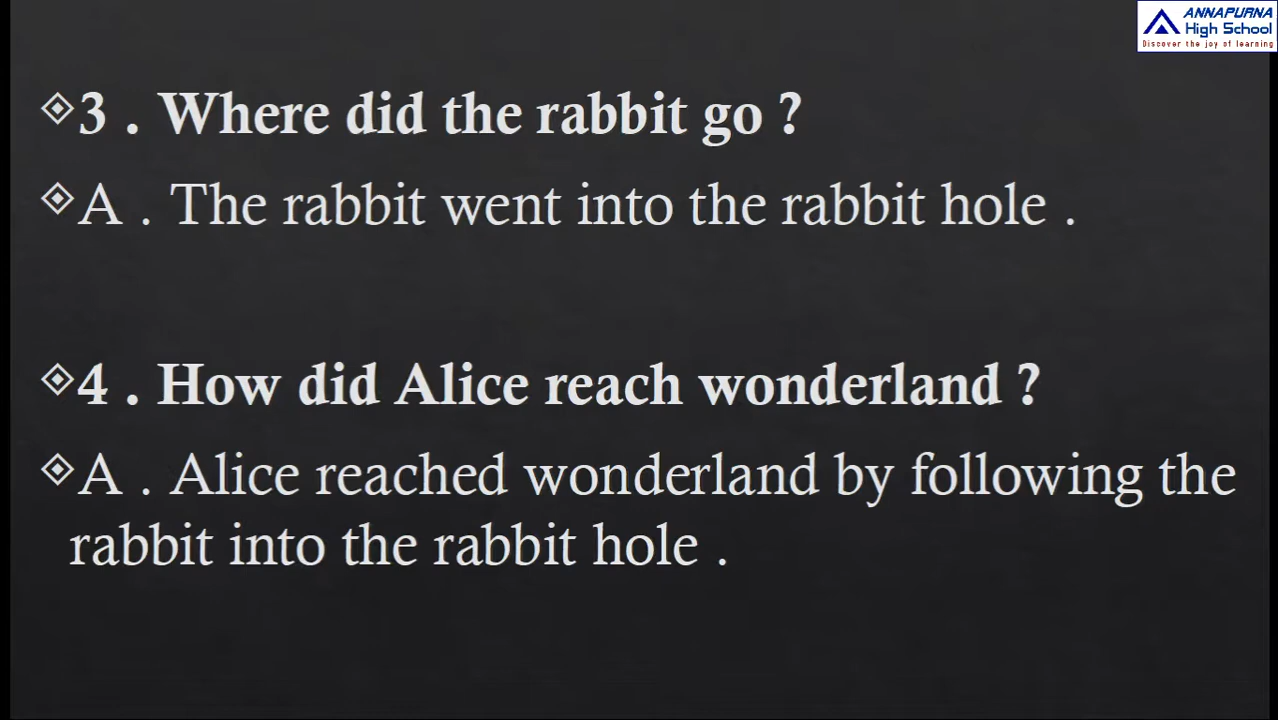 ANNAPURNA
High School
Discover the joy of learning
3 . Where did the rabbit go ?
A . The rabbit went into the rabbit hole .
4 . How did Alice reach wonderland ?
A . Alice reached wonderland by following the
rabbit into the rabbit hole .